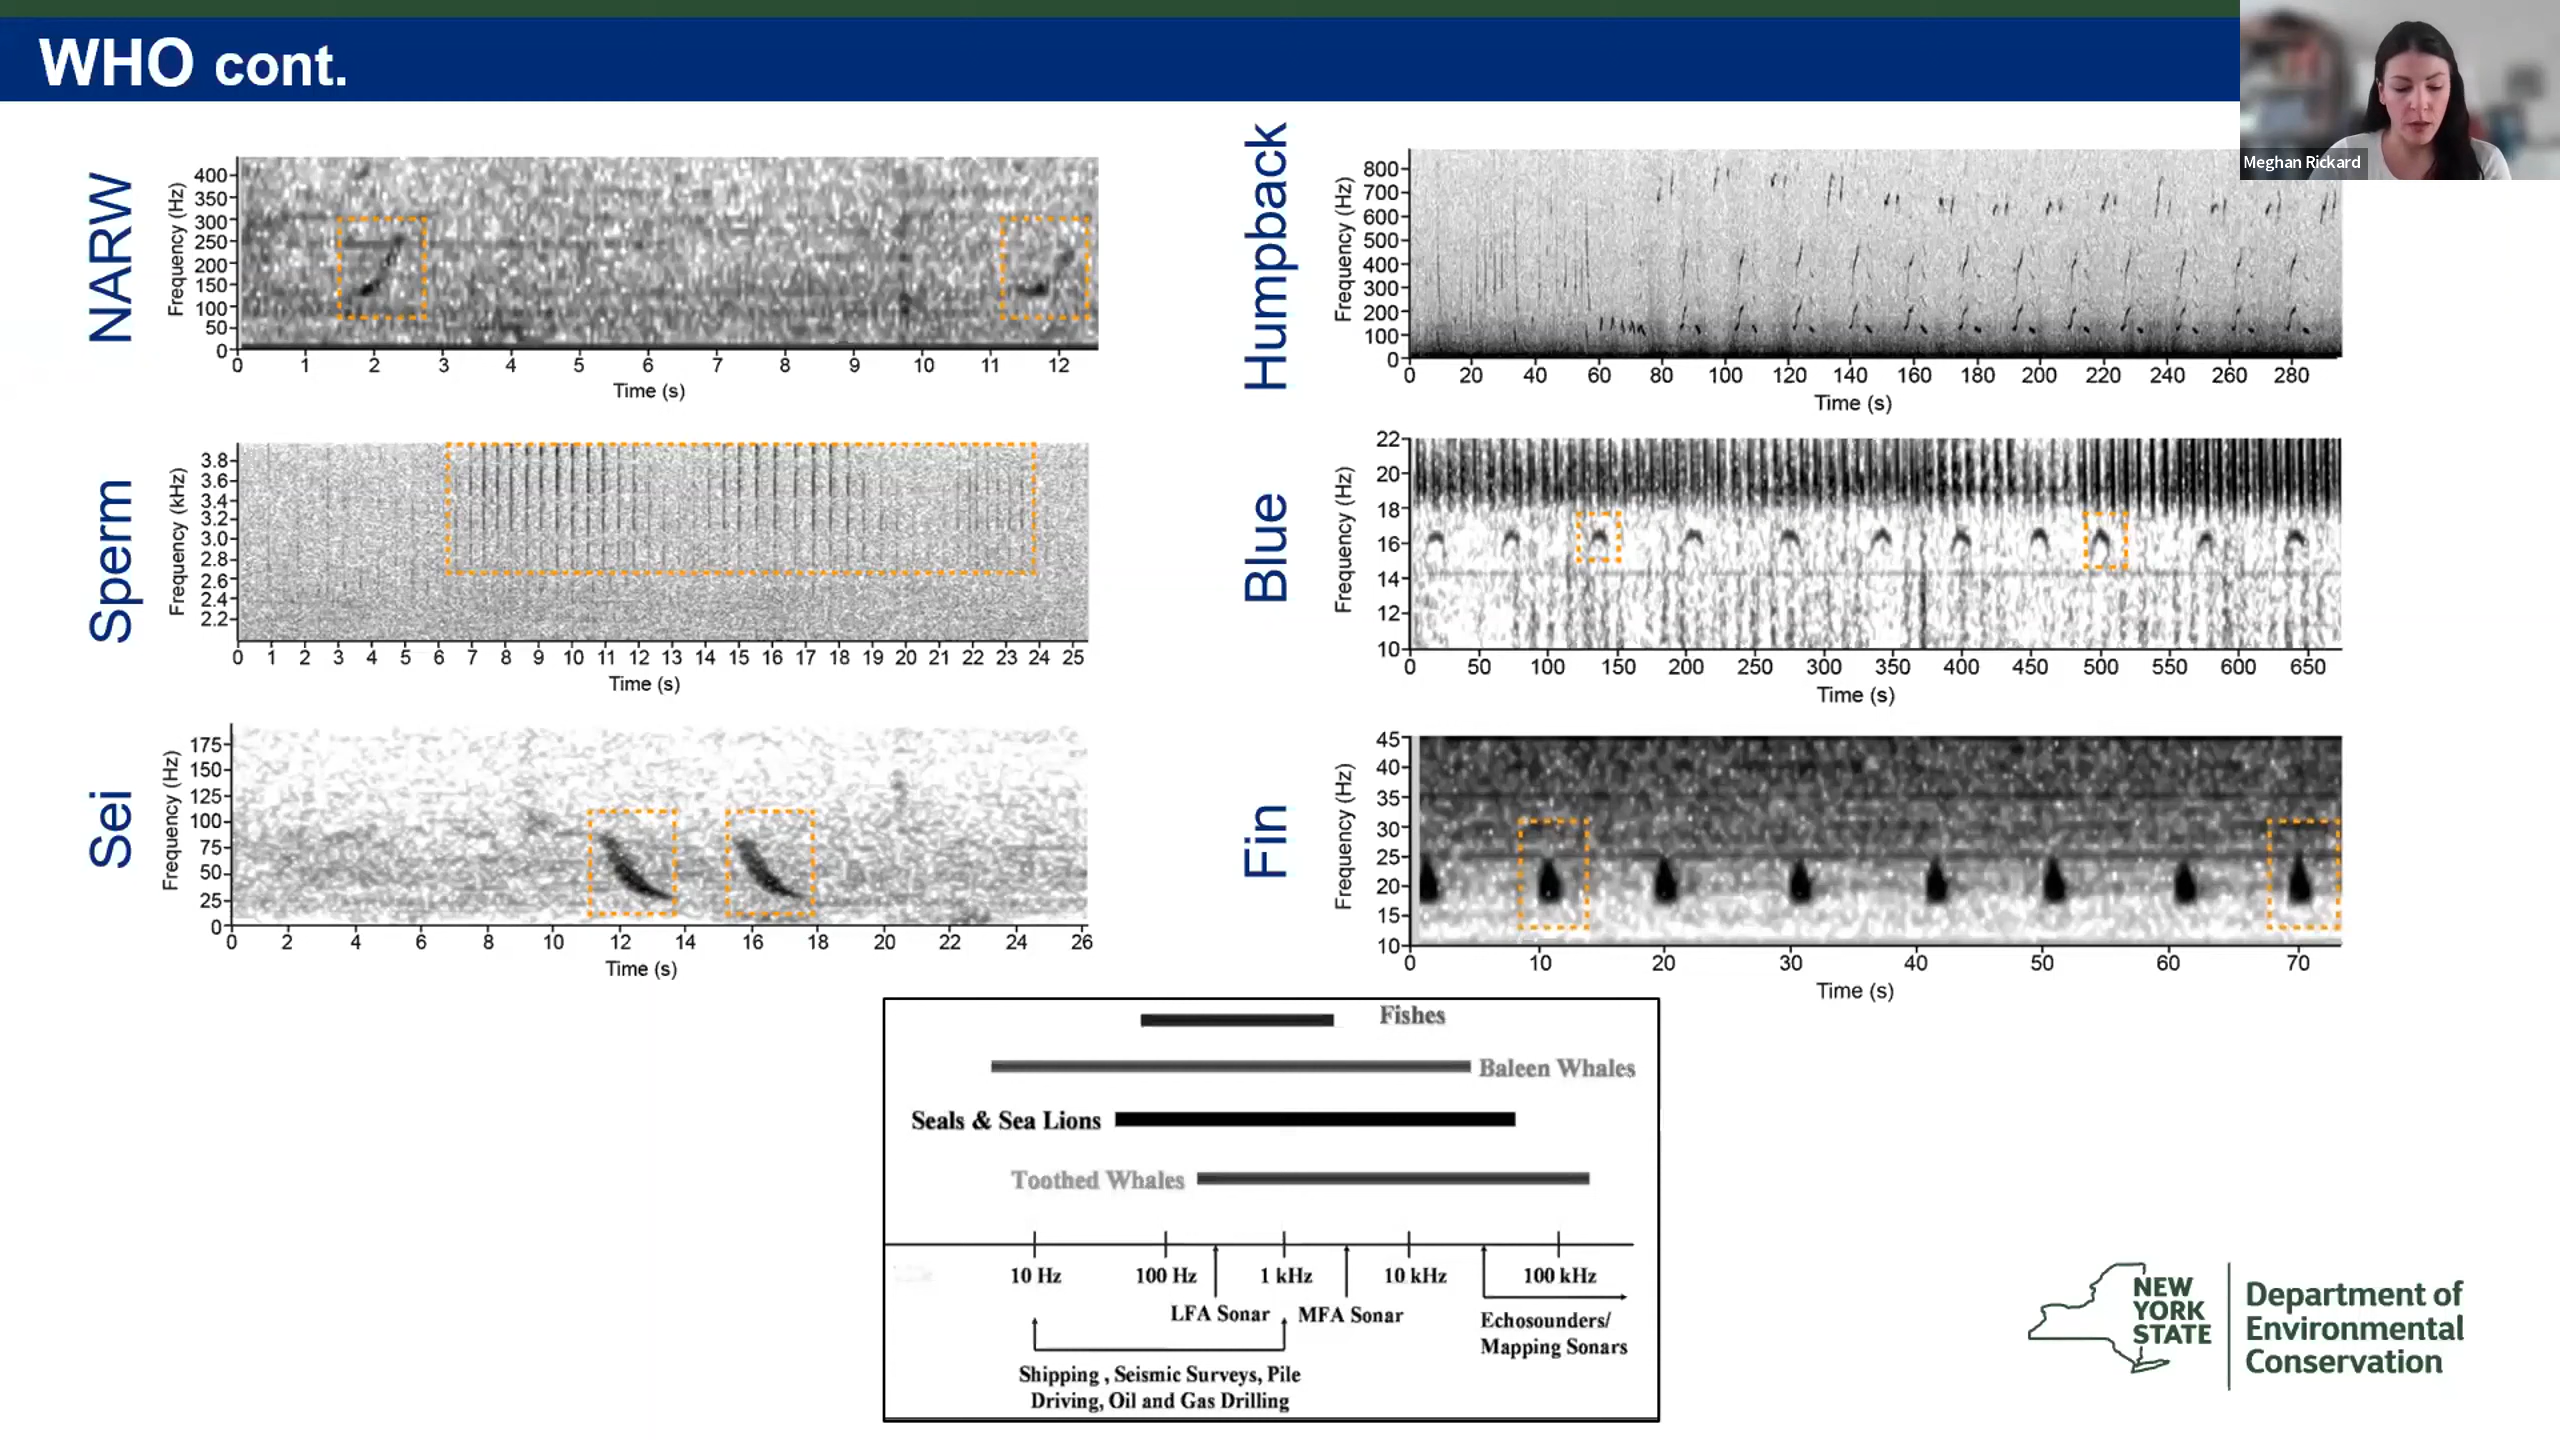 WHO cont.
Meghan Rickard
NARW
Frequency (Hz)
400
350
300
250
200
150
100
50
0
0 1 2 3 4 5 6 7 8 9 10 11 12
Time (s)
Humpback
Frequency (Hz)
800
700
600
500
400
300
200
100
0
0 20 40 60 80 100 120 140 160 180 200 220 240 260 280
Time (s)
Sperm
Frequency (kHz)
3.8
3.6
3.4
3.2
3.0
2.8
2.6
2.4
2.2
0 1 2 3 4 5 6 7 8 9 10 11 12 13 14 15 16 17 18 19 20 21 22 23 24 25
Time (s)
Blue
Frequency (Hz)
22
20
18
16
14
12
10
0 50 100 150 200 250 300 350 400 450 500 550 600 650
Time (s)
Sei
Frequency (Hz)
175
150
125
100
75
50
25
0
0 2 4 6 8 10 12 14 16 18 20 22 24 26
Time (s)
Fin
Frequency (Hz)
45
40
35
30
25
20
15
10
0 10 20 30 40 50 60 70
Time (s)
Fishes
Baleen Whales
Seals & Sea Lions
Toothed Whales
10 Hz 100 Hz 1 kHz 10 kHz 100 kHz
LFA Sonar MFA Sonar
Echosounders/
Mapping Sonars
Shipping , Seismic Surveys, Pile
Driving, Oil and Gas Drilling
NEW
YORK
STATE
Department of
Environmental
Conservation